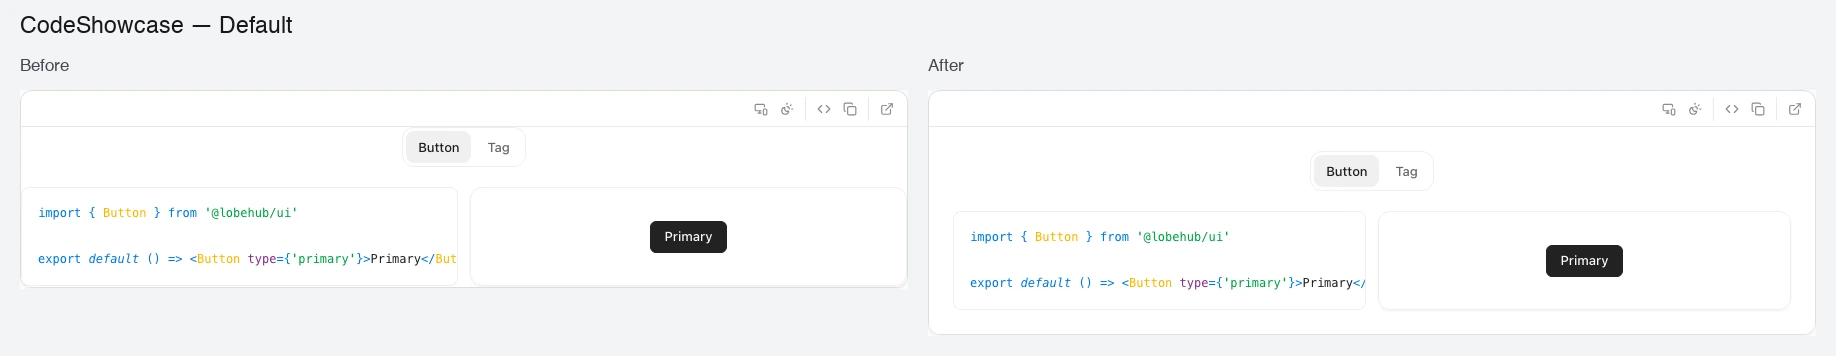 CodeShowcase — Default
Before
Button Tag
import { Button } from '@lobehub/ui'
export default () => <Button type={'primary'}>Primary</But
Primary
After
Button Tag
import { Button } from '@lobehub/ui'
export default () => <Button type={'primary'}>Primary</
Primary